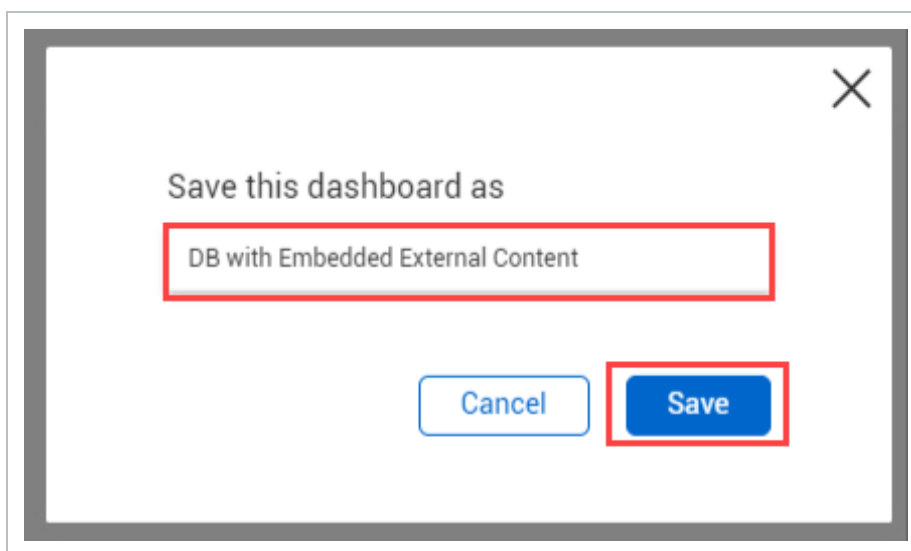 Save this dashboard as
DB with Embedded External Content
Cancel
Save